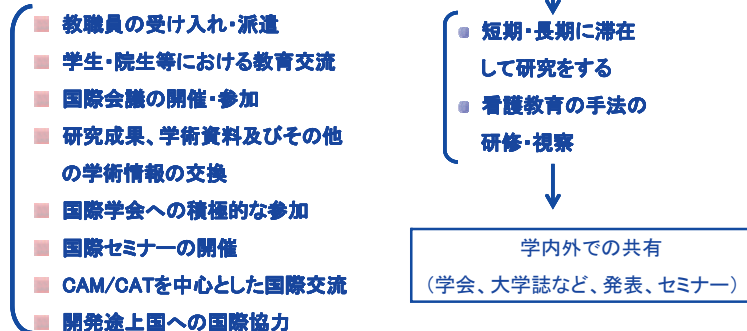 教職員の受け入れ・派遣
学生・院生等における教育交流
国際会議の開催・参加
研究成果、学術資料及びその他
の学術情報の交換
国際学会への積極的な参加
国際セミナーの開催
CAM/CATを中心とした国際交流
開発途上国への国際協力
短期・長期に滞在
して研究をする
看護教育の手法の
研修・視察
学内外での共有
（学会、大学誌など、発表、セミナー）